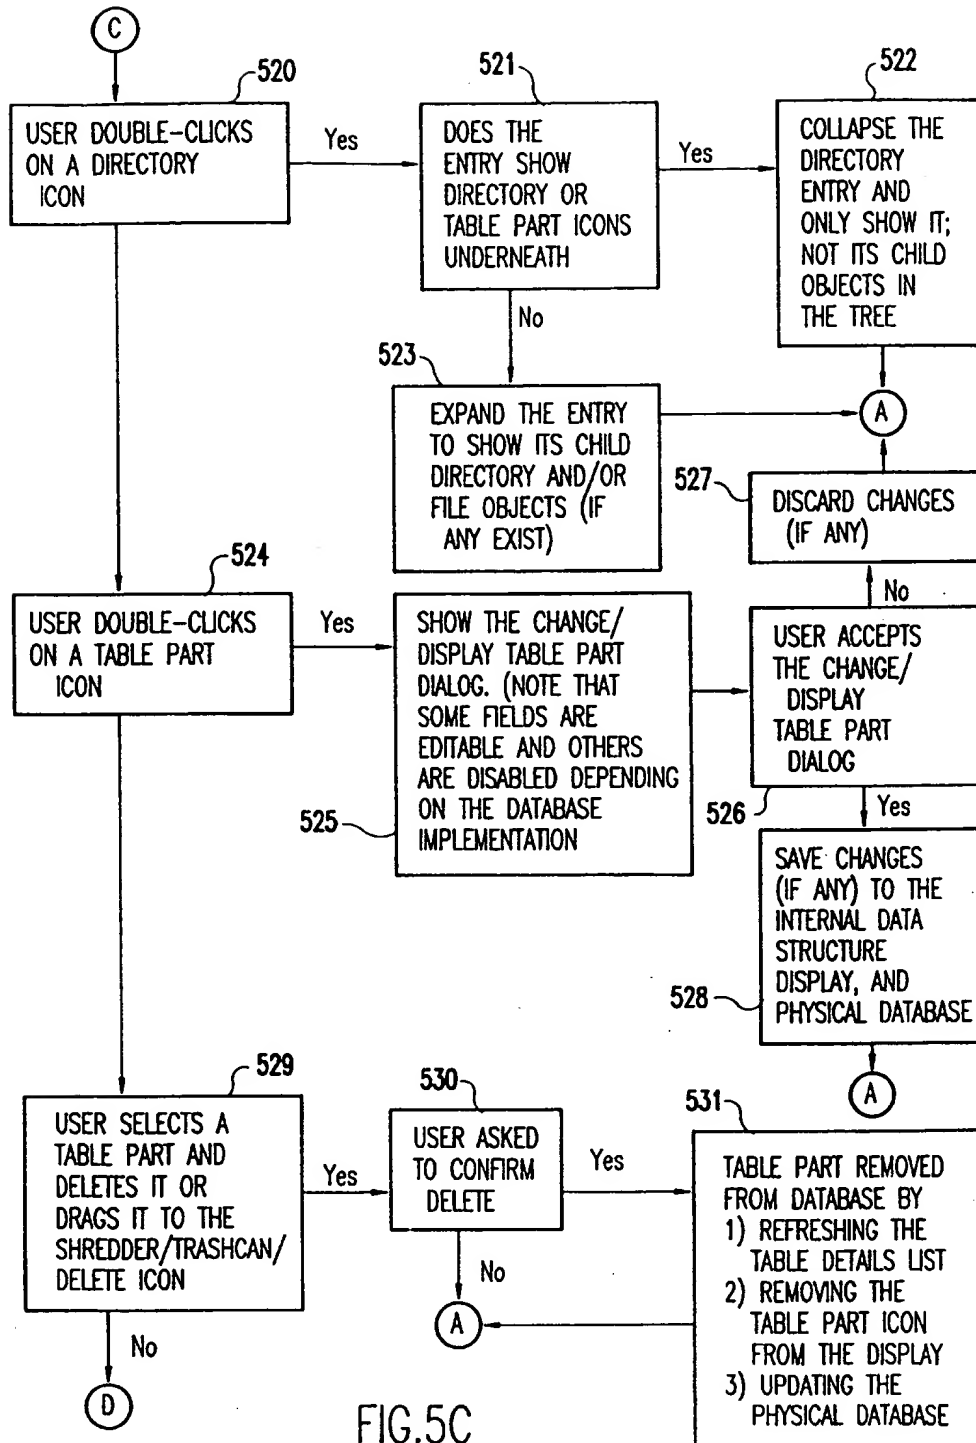 C
520
USER DOUBLE-CLICKS
ON A DIRECTORY
ICON
Yes
521
DOES THE
ENTRY SHOW
DIRECTORY OR
TABLE PART ICONS
UNDERNEATH
Yes
522
COLLAPSE THE
DIRECTORY
ENTRY AND
ONLY SHOW IT;
NOT ITS CHILD
OBJECTS IN
THE TREE
No
523
EXPAND THE ENTRY
TO SHOW ITS CHILD
DIRECTORY AND/OR
FILE OBJECTS (IF
ANY EXIST)
A
527
DISCARD CHANGES
(IF ANY)
No
524
USER DOUBLE-CLICKS
ON A TABLE PART
ICON
Yes
SHOW THE CHANGE/
DISPLAY TABLE PART
DIALOG. (NOTE THAT
SOME FIELDS ARE
EDITABLE AND OTHERS
ARE DISABLED DEPENDING
ON THE DATABASE
IMPLEMENTATION
525
USER ACCEPTS
THE CHANGE/
DISPLAY
TABLE PART
DIALOG
526
Yes
SAVE CHANGES
(IF ANY) TO THE
INTERNAL DATA
STRUCTURE
DISPLAY, AND
PHYSICAL DATABASE
528
A
529
USER SELECTS A
TABLE PART AND
DELETES IT OR
DRAGS IT TO THE
SHREDDER/TRASHCAN/
DELETE ICON
Yes
530
USER ASKED
TO CONFIRM
DELETE
Yes
531
TABLE PART REMOVED
FROM DATABASE BY
1) REFRESHING THE
TABLE DETAILS LIST
2) REMOVING THE
TABLE PART ICON
FROM THE DISPLAY
3) UPDATING THE
PHYSICAL DATABASE
No
A
No
D
FIG.5C